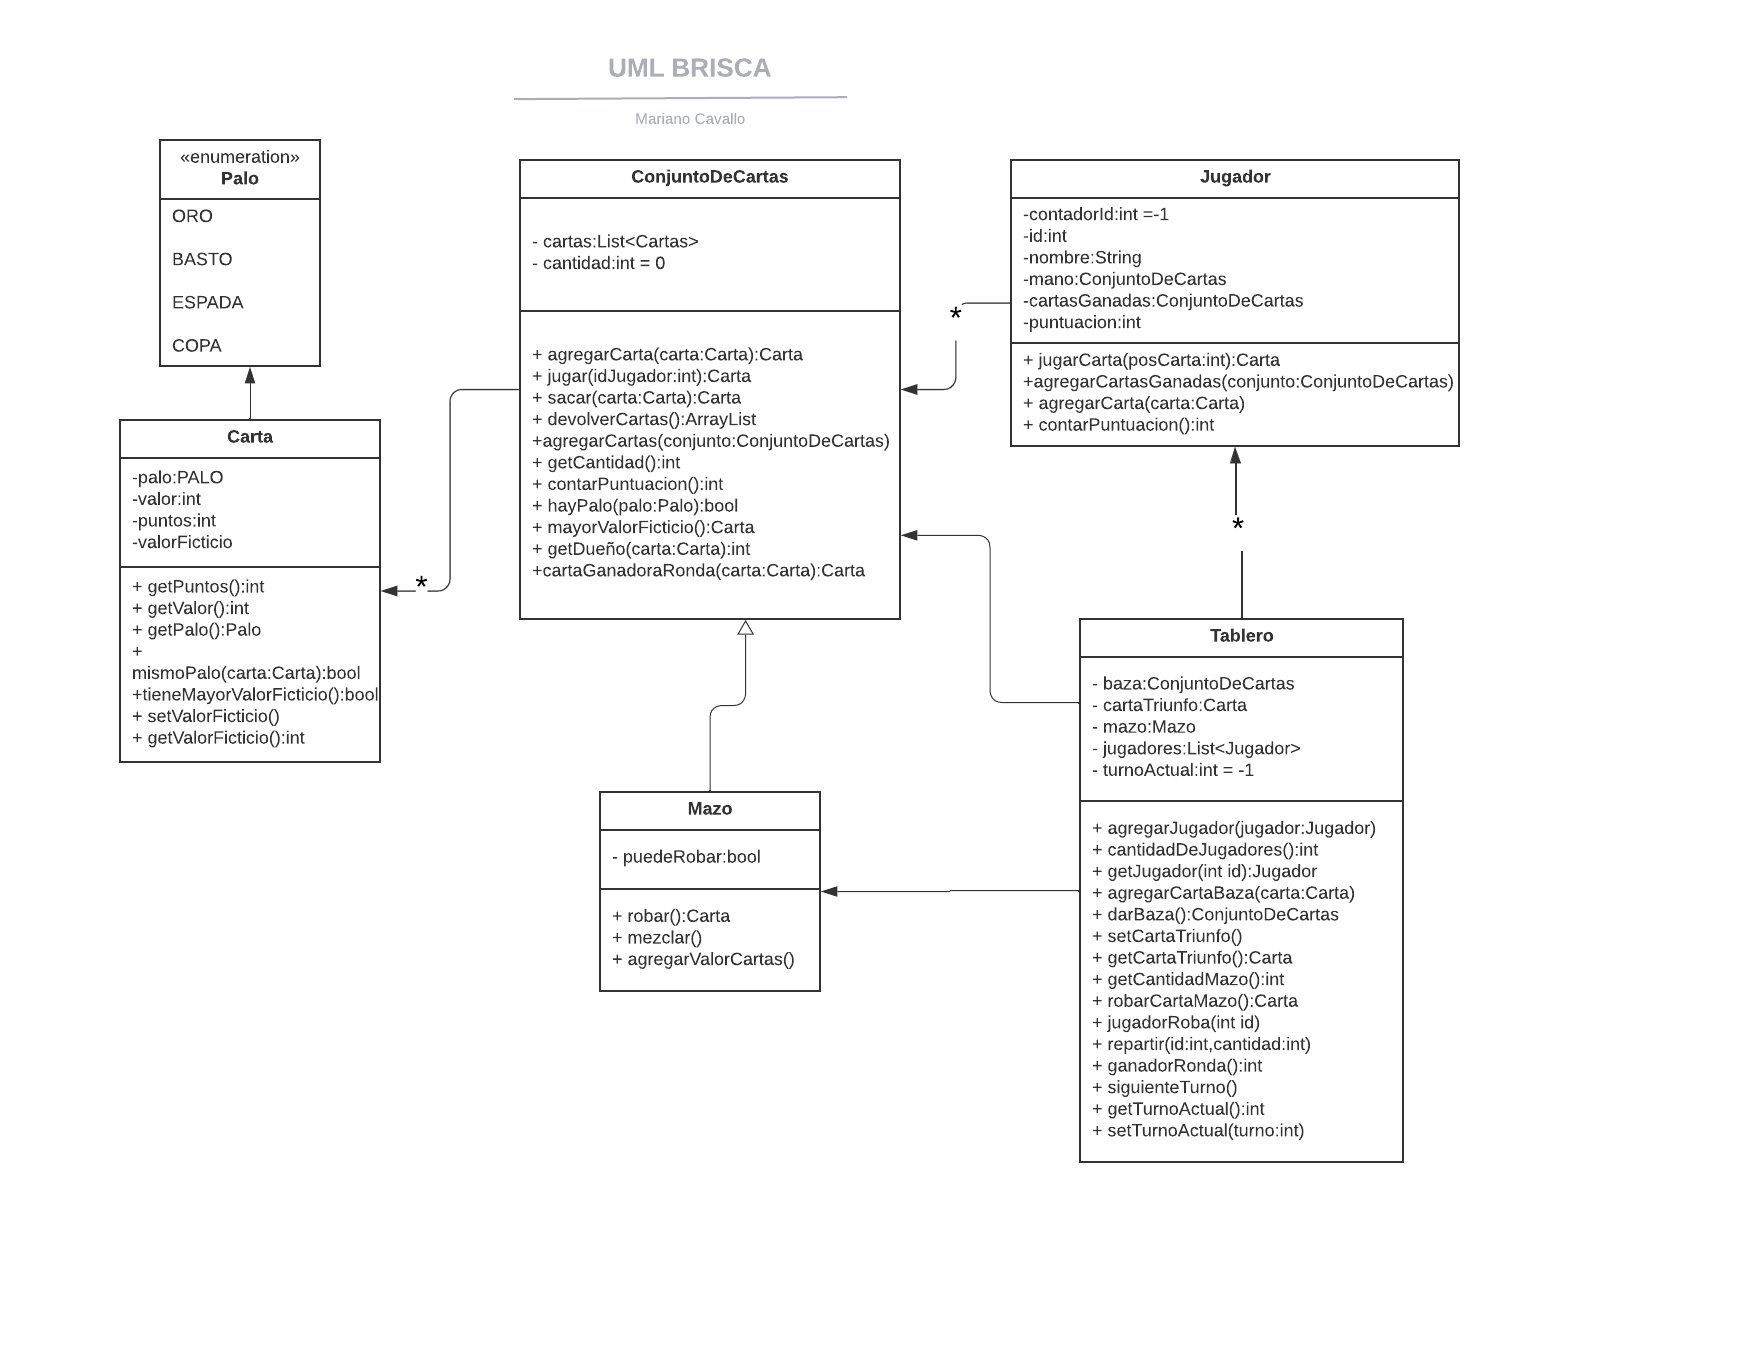 UML BRISCA
Mariano Cavallo
«enumeration»
Palo
ORO
BASTO
ESPADA
COPA
Carta
-palo:PALO
-valor:int
-puntos:int
-valorFicticio
+ getPuntos():int
+ getValor():int
+ getPalo():Palo
+
mismoPalo(carta:Carta):bool
+tieneMayorValorFicticio():bool
+ setValorFicticio()
+ getValorFicticio():int
*
ConjuntoDeCartas
- cartas:List<Cartas>
- cantidad:int = 0
+ agregarCarta(carta:Carta):Carta
+ jugar(idJugador:int):Carta
+ sacar(carta:Carta):Carta
+ devolverCartas():ArrayList
+agregarCartas(conjunto:ConjuntoDeCartas)
+ getCantidad():int
+ contarPuntuacion():int
+ hayPalo(palo:Palo):bool
+ mayorValorFicticio():Carta
+ getDueño(carta:Carta):int
+cartaGanadoraRonda(carta:Carta):Carta
*
Jugador
-contadorId:int =-1
-id:int
-nombre:String
-mano:ConjuntoDeCartas
-cartasGanadas:ConjuntoDeCartas
-puntuacion:int
+ jugarCarta(posCarta:int):Carta
+agregarCartasGanadas(conjunto:ConjuntoDeCartas)
+ agregarCarta(carta:Carta)
+ contarPuntuacion():int
*
Mazo
- puedeRobar:bool
+ robar():Carta
+ mezclar()
+ agregarValorCartas()
Tablero
- baza:ConjuntoDeCartas
- cartaTriunfo:Carta
- mazo:Mazo
- jugadores:List<Jugador>
- turnoActual:int = -1
+ agregarJugador(jugador:Jugador)
+ cantidadDeJugadores():int
+ getJugador(int id):Jugador
+ agregarCartaBaza(carta:Carta)
+ darBaza():ConjuntoDeCartas
+ setCartaTriunfo()
+ getCartaTriunfo():Carta
+ getCantidadMazo():int
+ robarCartaMazo():Carta
+ jugadorRoba(int id)
+ repartir(id:int,cantidad:int)
+ ganadorRonda():int
+ siguienteTurno()
+ getTurnoActual():int
+ setTurnoActual(turno:int)